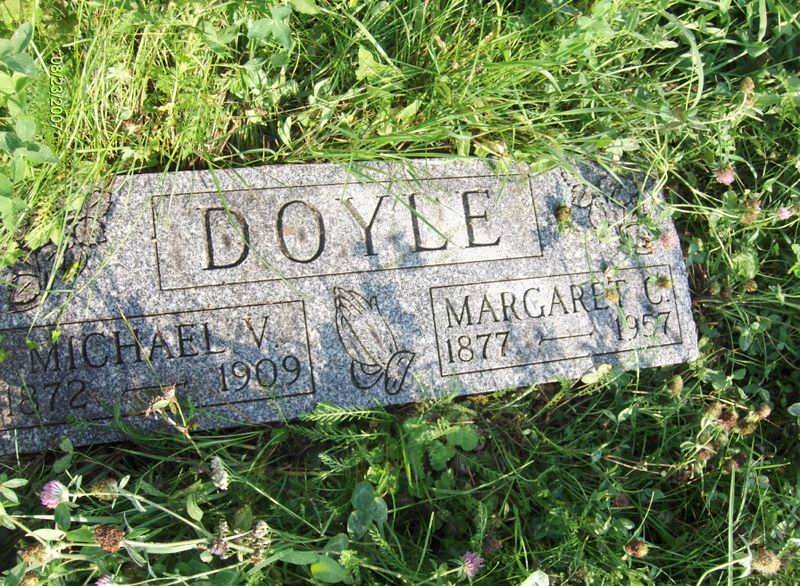 DOYLE
MICHAEL V.
1872 — 1909
MARGARET C.
1877 — 1957